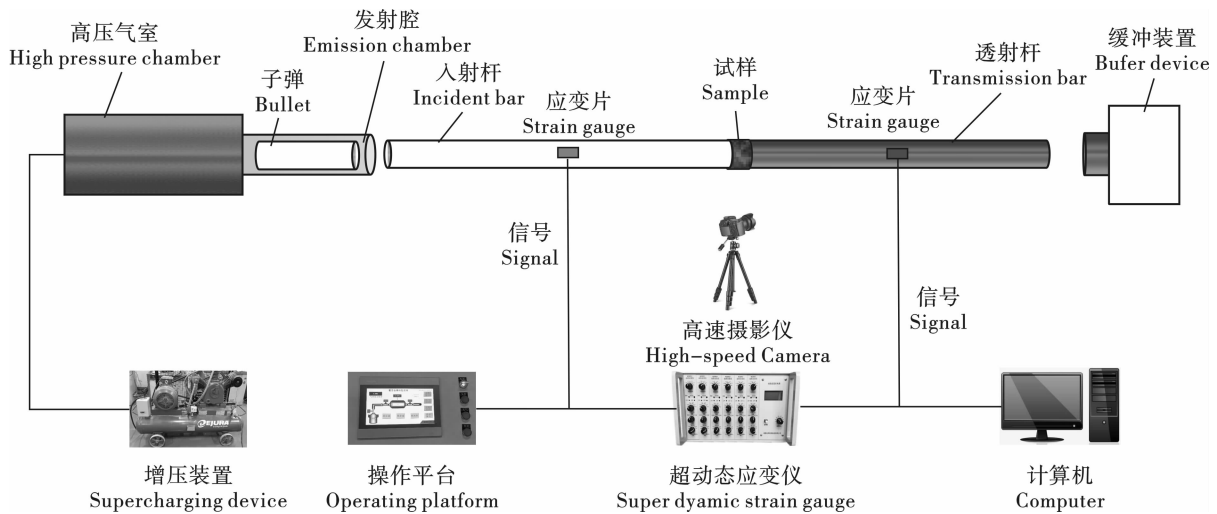 高压气室
High pressure chamber
发射腔
Emission chamber
子弹
Bullet
入射杆
Incident bar
应变片
Strain gauge
试样
Sample
应变片
Strain gauge
透射杆
Transmission bar
缓冲装置
Bufer device
信号
Signal
高速摄影仪
High-speed Camera
信号
Signal
DEJURA
增压装置
Supercharging device
操作平台
Operating platform
超动态应变仪
Super dyamic strain gauge
计算机
Computer